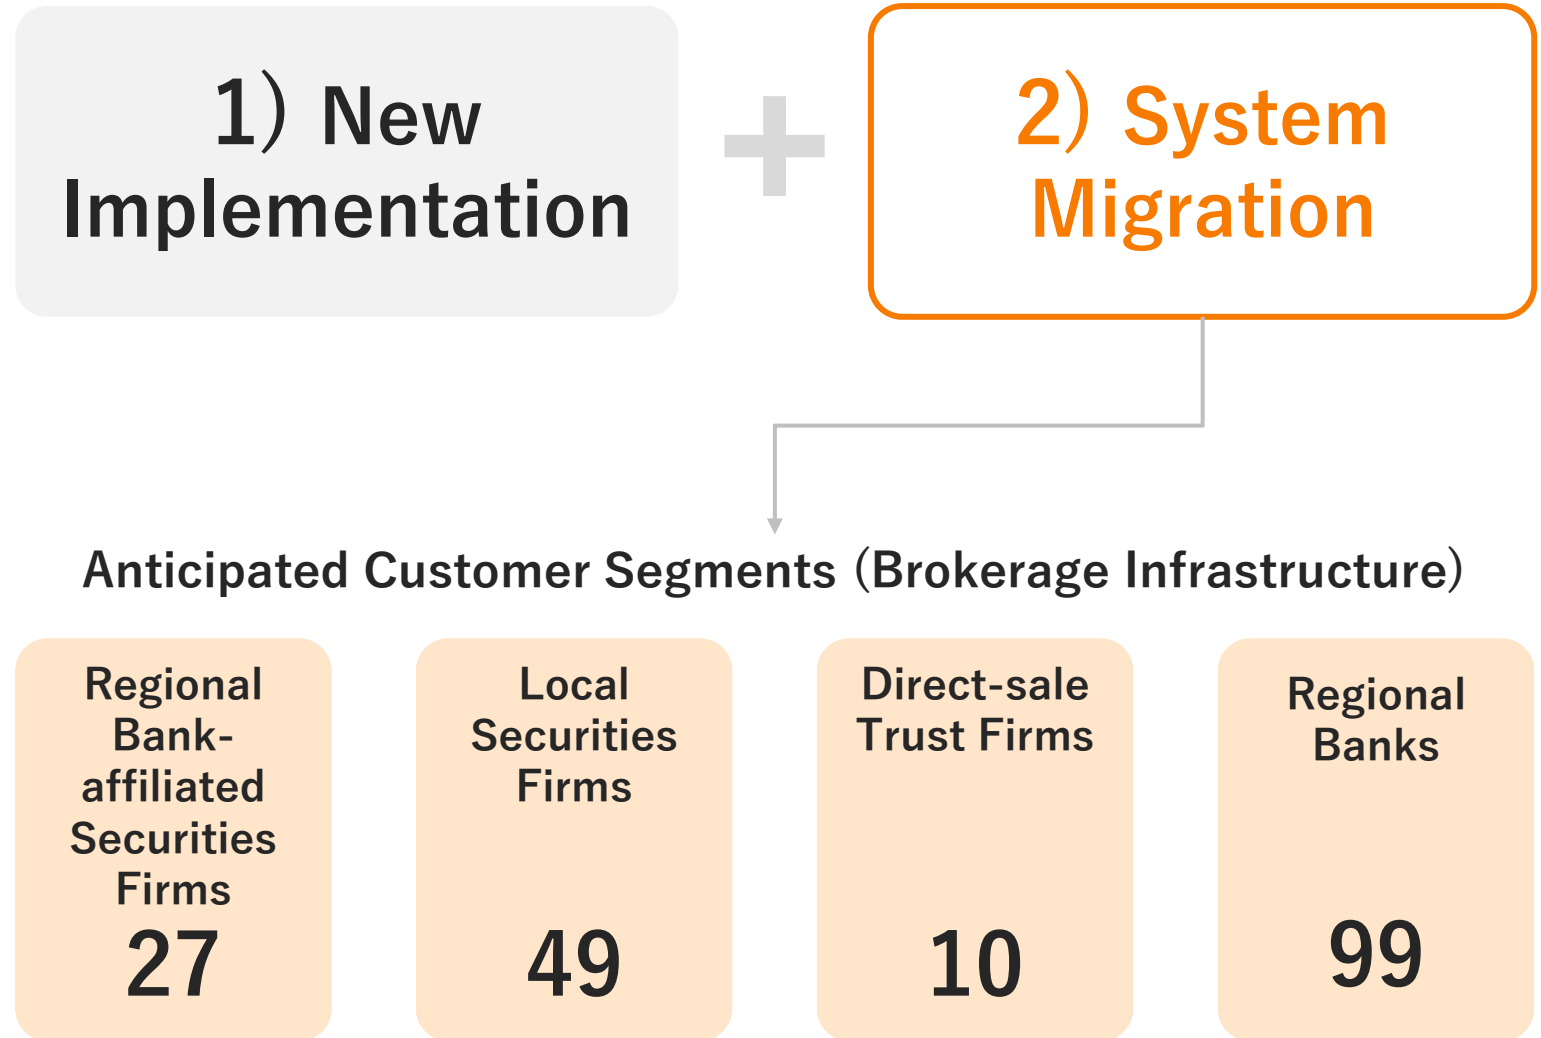 1) New
Implementation
2) System
Migration
Anticipated Customer Segments (Brokerage Infrastructure)
Regional
Bank-
affiliated
Securities
Firms
27
Local
Securities
Firms
49
Direct-sale
Trust Firms
10
Regional
Banks
99